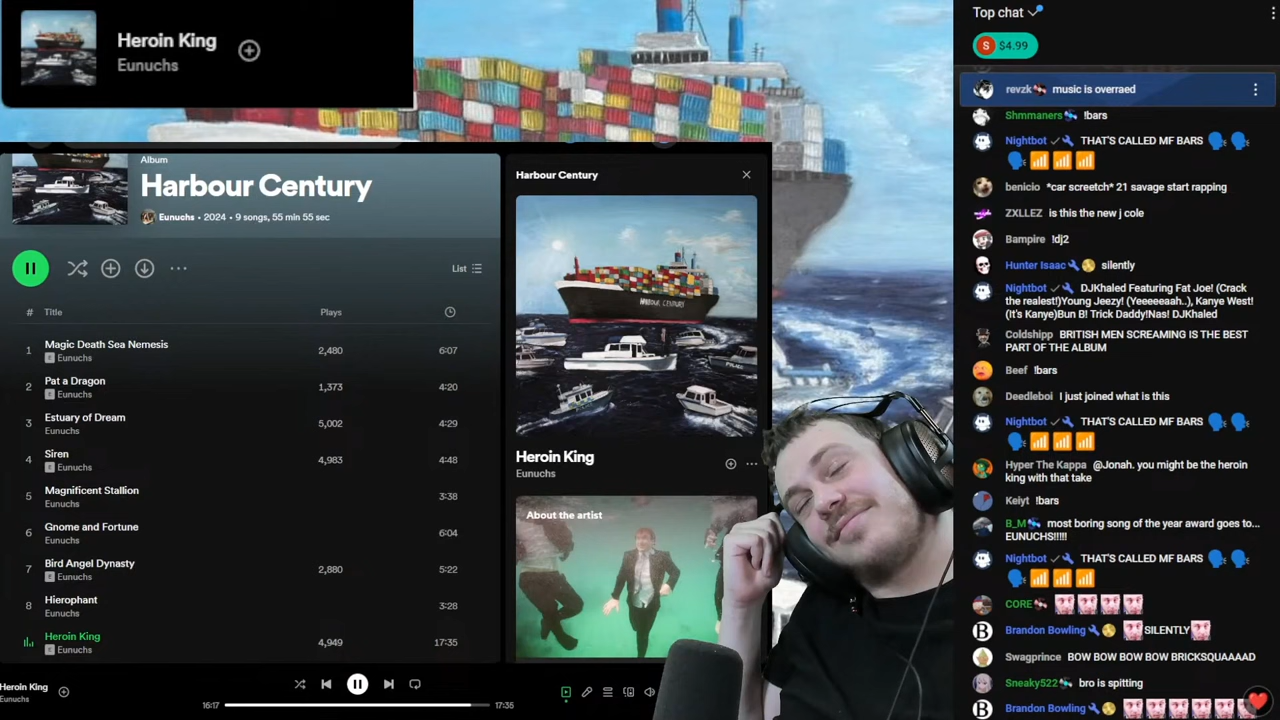 Heroin King
Eunuchs
Album
Harbour Century
Eunuchs • 2024 • 9 songs, 55 min 55 sec
List
# Title Plays
1 Magic Death Sea Nemesis 2,480 6:07
E Eunuchs
2 Pat a Dragon 1,373 4:20
E Eunuchs
3 Estuary of Dream 5,002 4:29
Eunuchs
4 Siren 4,983 4:48
E Eunuchs
5 Magnificent Stallion 3:38
Eunuchs
6 Gnome and Fortune 6:04
Eunuchs
7 Bird Angel Dynasty 2,880 5:22
E Eunuchs
8 Hierophant 3:28
Eunuchs
Heroin King 4,949 17:35
E Eunuchs
Harbour Century
HARBOUR CENTURY
POLICE
Heroin King
Eunuchs
About the artist
Heroin King
Eunuchs
16:17 17:35
Top chat
S $4.99
revzk music is overraed
Shmmaners !bars
Nightbot THAT'S CALLED MF BARS
benicio *car screetch* 21 savage start rapping
ZXLLEZ is this the new j cole
Bampire !dj2
Hunter Isaac silently
Nightbot DJKhaled Featuring Fat Joe! (Crack
the realest!)Young Jeezy! (Yeeeeeaah..), Kanye West!
(It's Kanye)Bun B! Trick Daddy!Nas! DJKhaled
Coldshipp BRITISH MEN SCREAMING IS THE BEST
PART OF THE ALBUM
Beef !bars
Deedleboi I just joined what is this
Nightbot THAT'S CALLED MF BARS
Hyper The Kappa @Jonah. you might be the heroin
king with that take
Keiyt !bars
B_M most boring song of the year award goes to...
EUNUCHS!!!!!
Nightbot THAT'S CALLED MF BARS
CORE
B Brandon Bowling SILENTLY
Swagprince BOW BOW BOW BOW BRICKSQUAAAAD
Sneaky522 bro is spitting
B Brandon Bowling